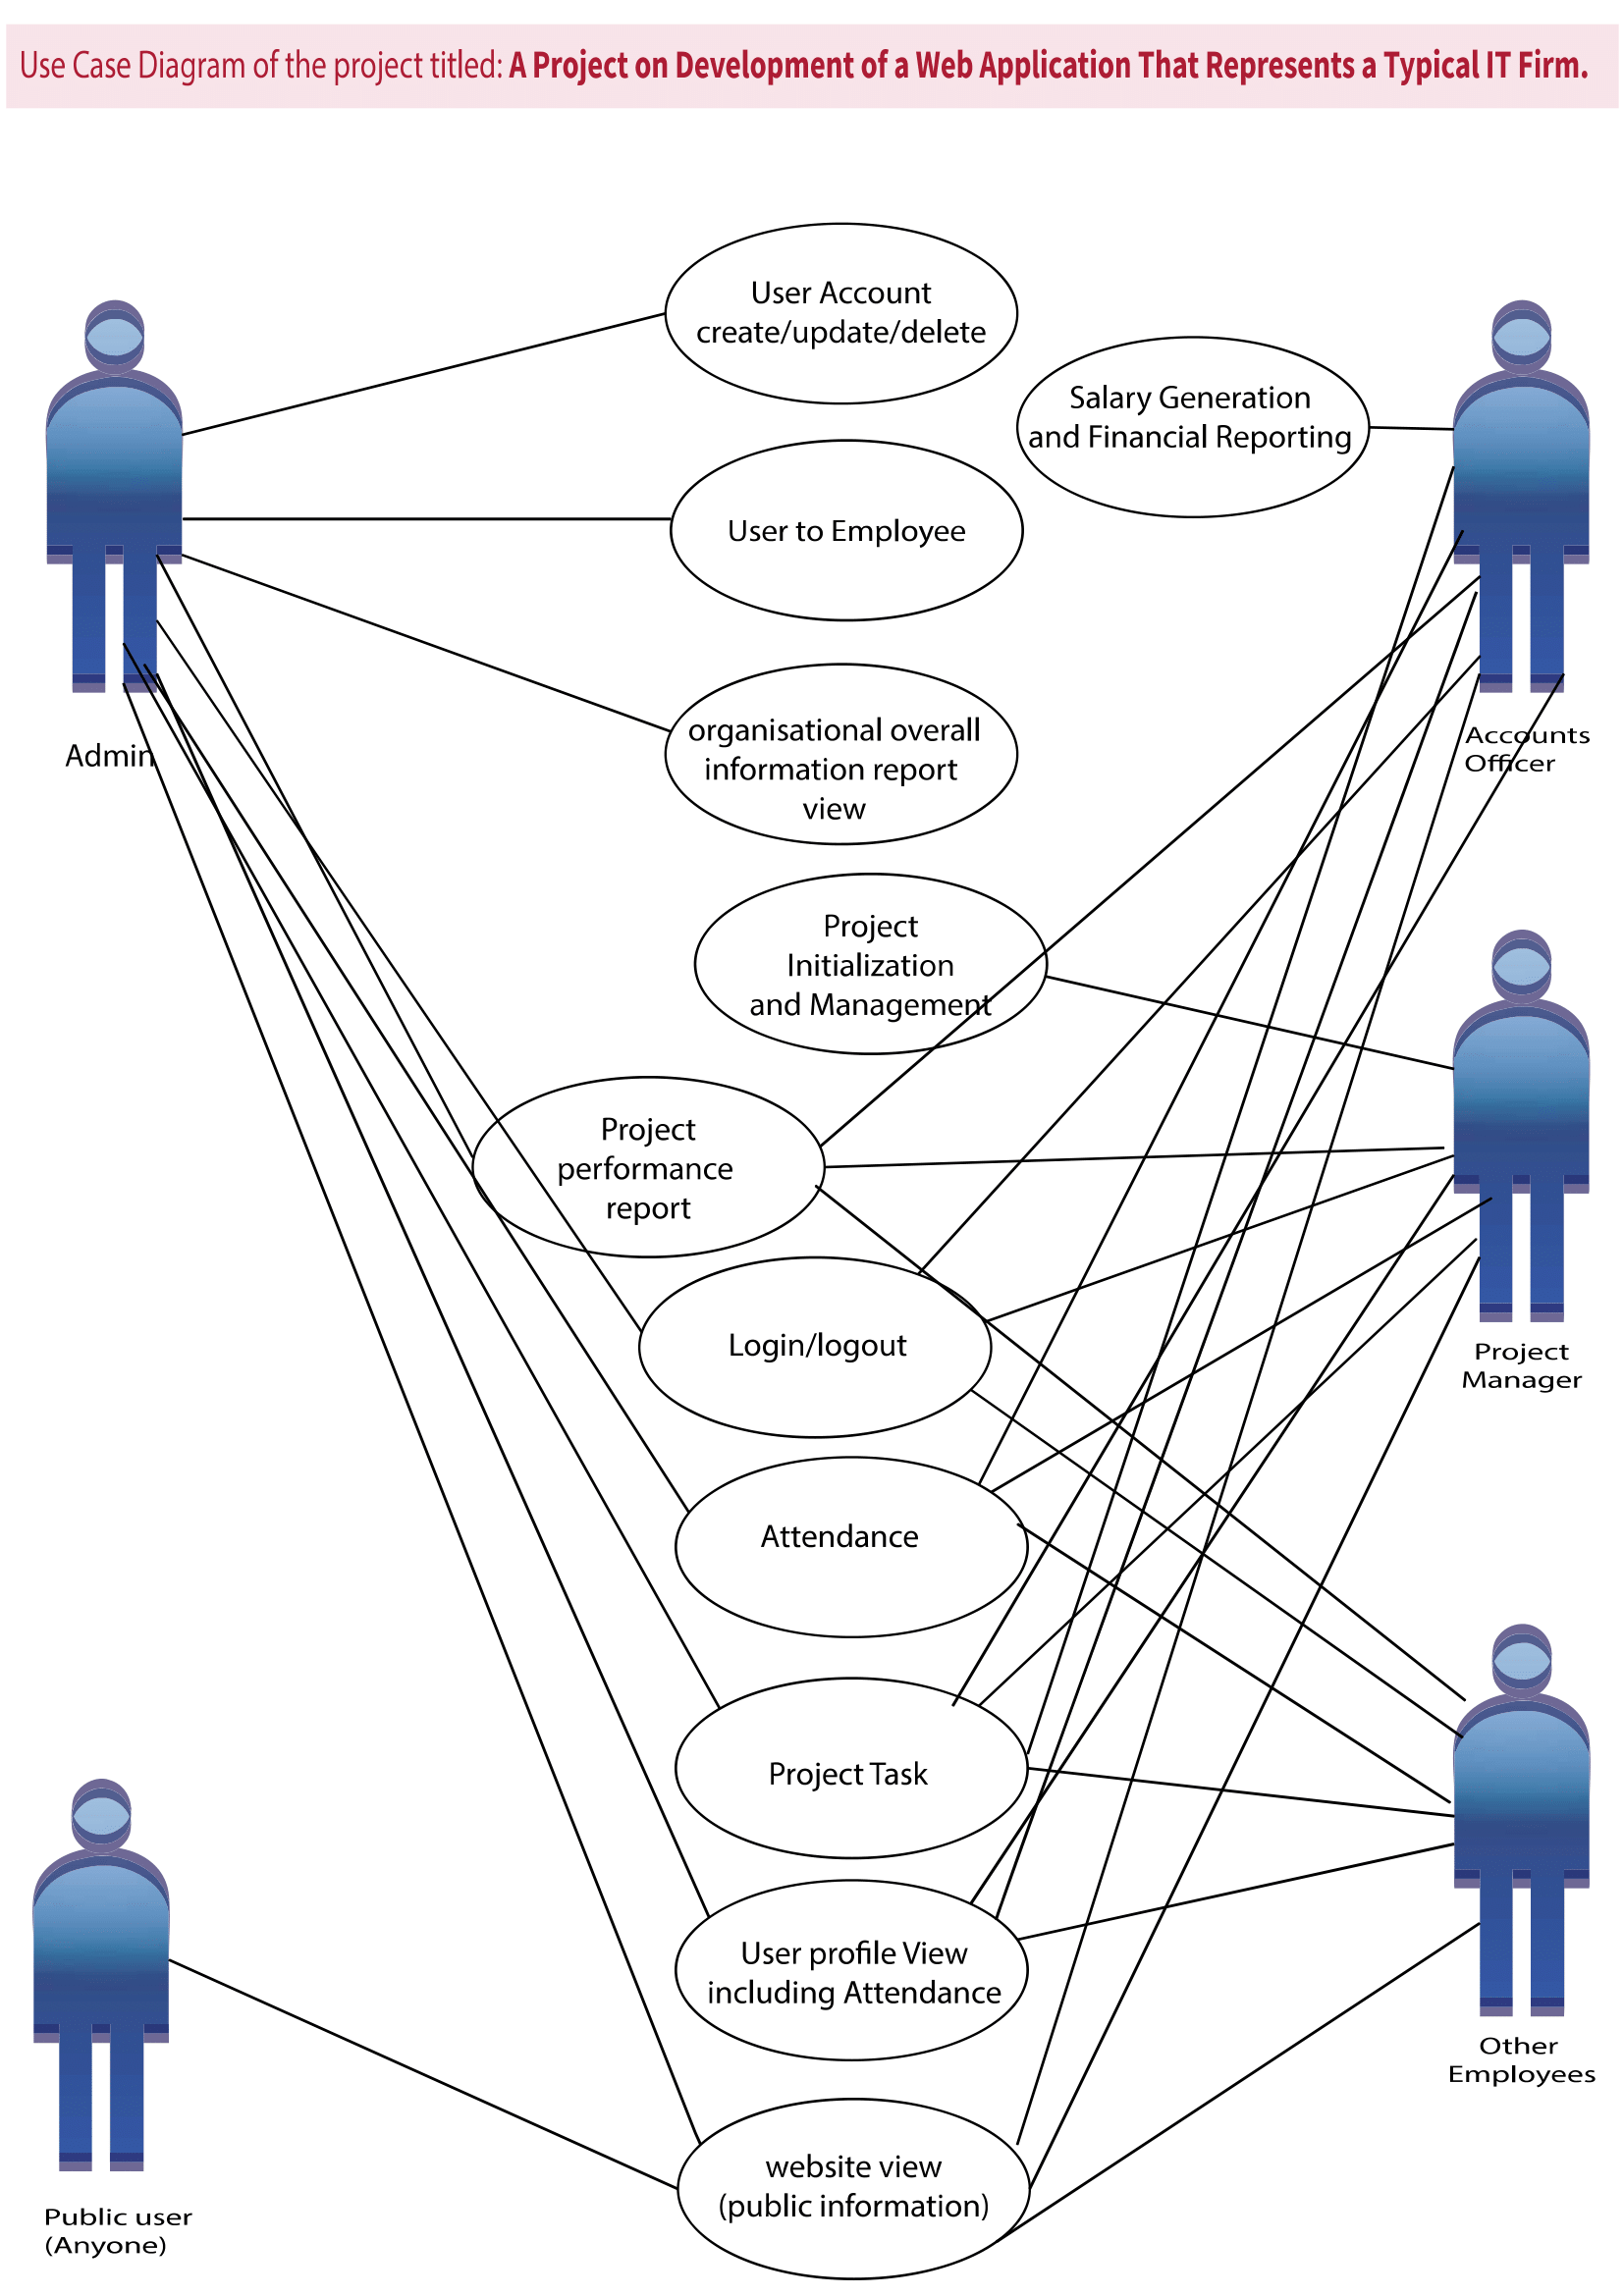 Use Case Diagram of the project titled: A Project on Development of a Web Application That Represents a Typical IT Firm.
User Account
create/update/delete
Salary Generation
and Financial Reporting
User to Employee
organisational overall
information report
view
Admin
Accounts
Officer
Project
Initialization
and Management
Project
performance
report
Login/logout
Project
Manager
Attendance
Project Task
User profile View
including Attendance
Other
Employees
website view
(public information)
Public user
(Anyone)